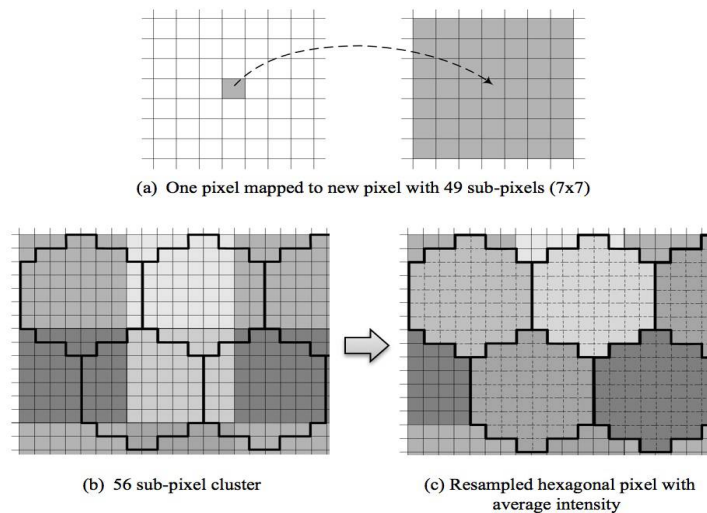 (a) One pixel mapped to new pixel with 49 sub-pixels (7x7)
(b) 56 sub-pixel cluster
(c) Resampled hexagonal pixel with
average intensity